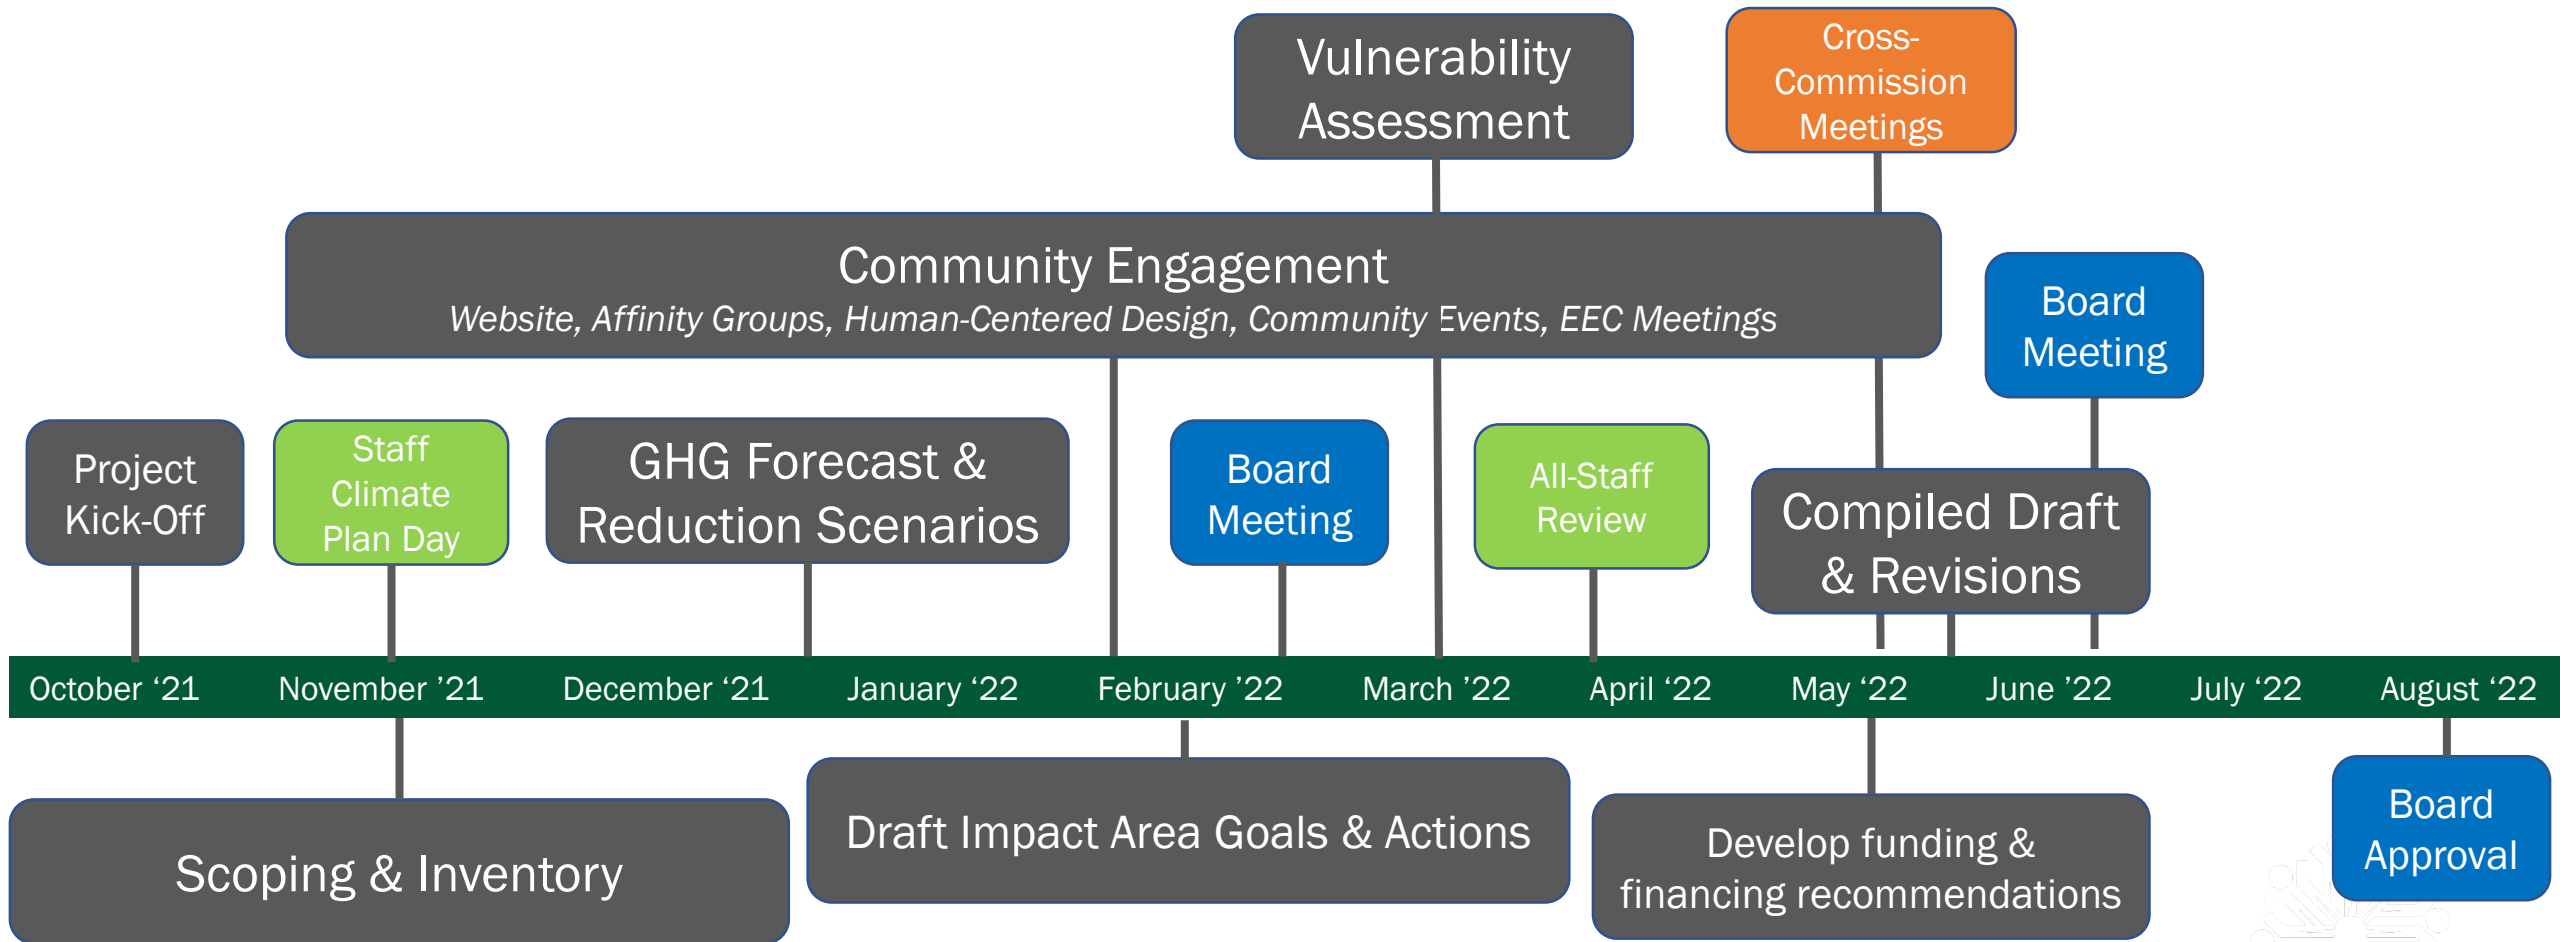 Vulnerability
Assessment
Cross-
Commission
Meetings
Community Engagement
Website, Affinity Groups, Human-Centered Design, Community Events, EEC Meetings
Board
Meeting
Project
Kick-Off
Staff
Climate
Plan Day
GHG Forecast &
Reduction Scenarios
Board
Meeting
All-Staff
Review
Compiled Draft
& Revisions
October ‘21
November ’21
December ‘21
January ‘22
February ’22
March ’22
April ‘22
May ‘22
June ’22
July ‘22
August ‘22
Scoping & Inventory
Draft Impact Area Goals & Actions
Develop funding &
financing recommendations
Board
Approval